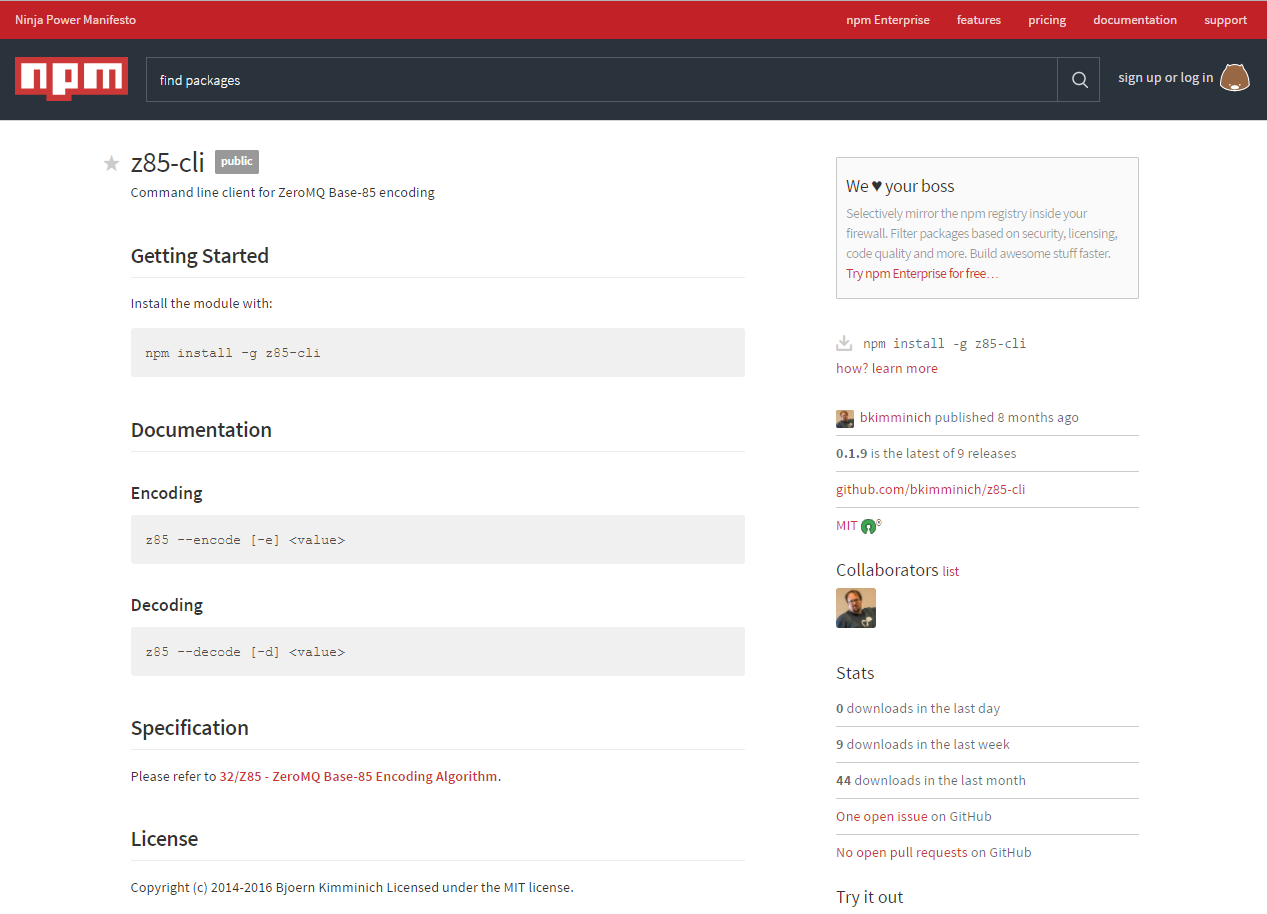 Ninja Power Manifesto
npm Enterprise features pricing documentation support
npm
find packages
sign up or log in
z85-cli public
Command line client for ZeroMQ Base-85 encoding
Getting Started
Install the module with:
npm install -g z85-cli
Documentation
Encoding
z85 --encode [-e] <value>
Decoding
z85 --decode [-d] <value>
Specification
Please refer to 32/Z85 - ZeroMQ Base-85 Encoding Algorithm.
License
Copyright (c) 2014-2016 Bjoern Kimminich Licensed under the MIT license.
We ♥ your boss
Selectively mirror the npm registry inside your
firewall. Filter packages based on security, licensing,
code quality and more. Build awesome stuff faster.
Try npm Enterprise for free…
npm install -g z85-cli
how? learn more
bkimminich published 8 months ago
0.1.9 is the latest of 9 releases
github.com/bkimminich/z85-cli
MIT ®
Collaborators list
Stats
0 downloads in the last day
9 downloads in the last week
44 downloads in the last month
One open issue on GitHub
No open pull requests on GitHub
Try it out